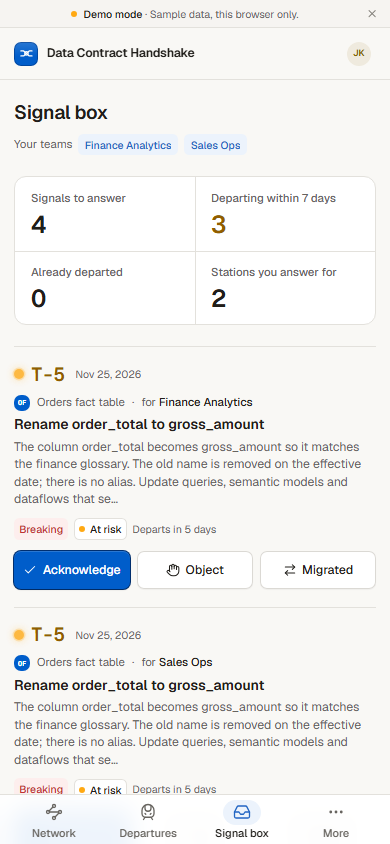 Demo mode · Sample data, this browser only.
Data Contract Handshake
JK
Signal box
Your teams Finance Analytics Sales Ops
Signals to answer
4
Departing within 7 days
3
Already departed
0
Stations you answer for
2
T-5 Nov 25, 2026
OF Orders fact table · for Finance Analytics
Rename order_total to gross_amount
The column order_total becomes gross_amount so it matches
the finance glossary. The old name is removed on the effective
date; there is no alias. Update queries, semantic models and
dataflows that se…
Breaking At risk Departs in 5 days
Acknowledge Object Migrated
T-5 Nov 25, 2026
OF Orders fact table · for Sales Ops
Rename order_total to gross_amount
The column order_total becomes gross_amount so it matches
the finance glossary. The old name is removed on the effective
date; there is no alias. Update queries, semantic models and
dataflows that se…
Breaking At risk Departs in 5 days
Network Departures Signal box More